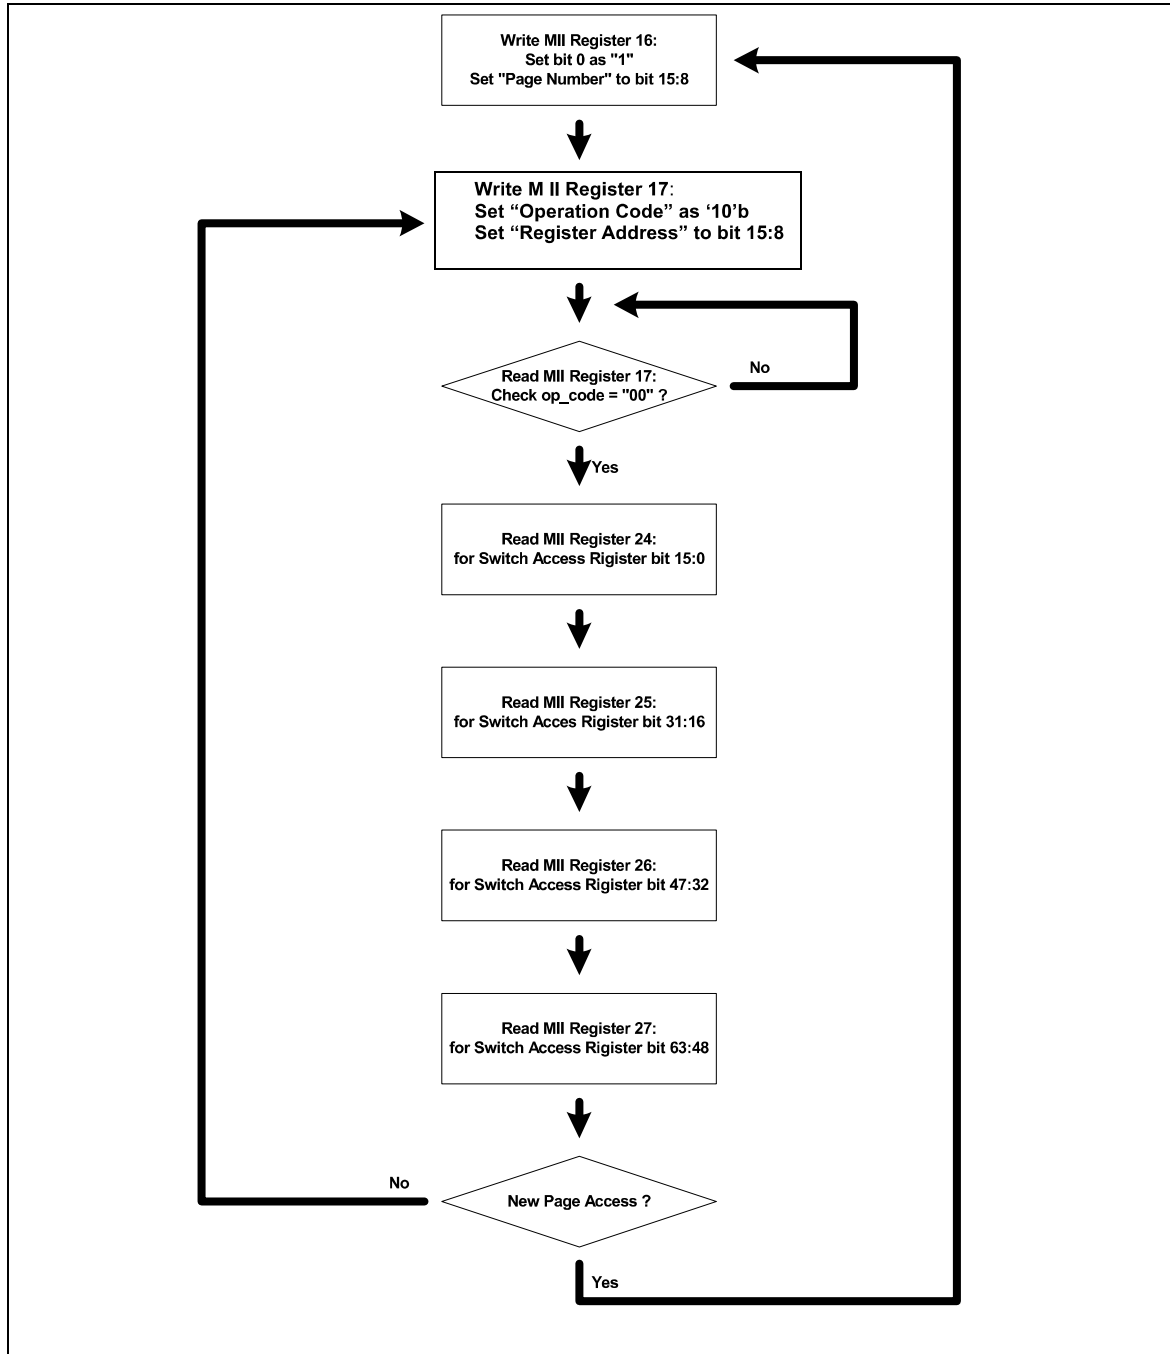 Write MII Register 16:
Set bit 0 as "1"
Set "Page Number" to bit 15:8
Write M II Register 17:
Set “Operation Code” as ‘10’b
Set “Register Address” to bit 15:8
Read MII Register 17:
Check op_code = "00" ?
No
Yes
Read MII Register 24:
for Switch Access Rigister bit 15:0
Read MII Register 25:
for Switch Acces Rigister bit 31:16
Read MII Register 26:
for Switch Access Rigister bit 47:32
Read MII Register 27:
for Switch Access Rigister bit 63:48
No
New Page Access ?
Yes